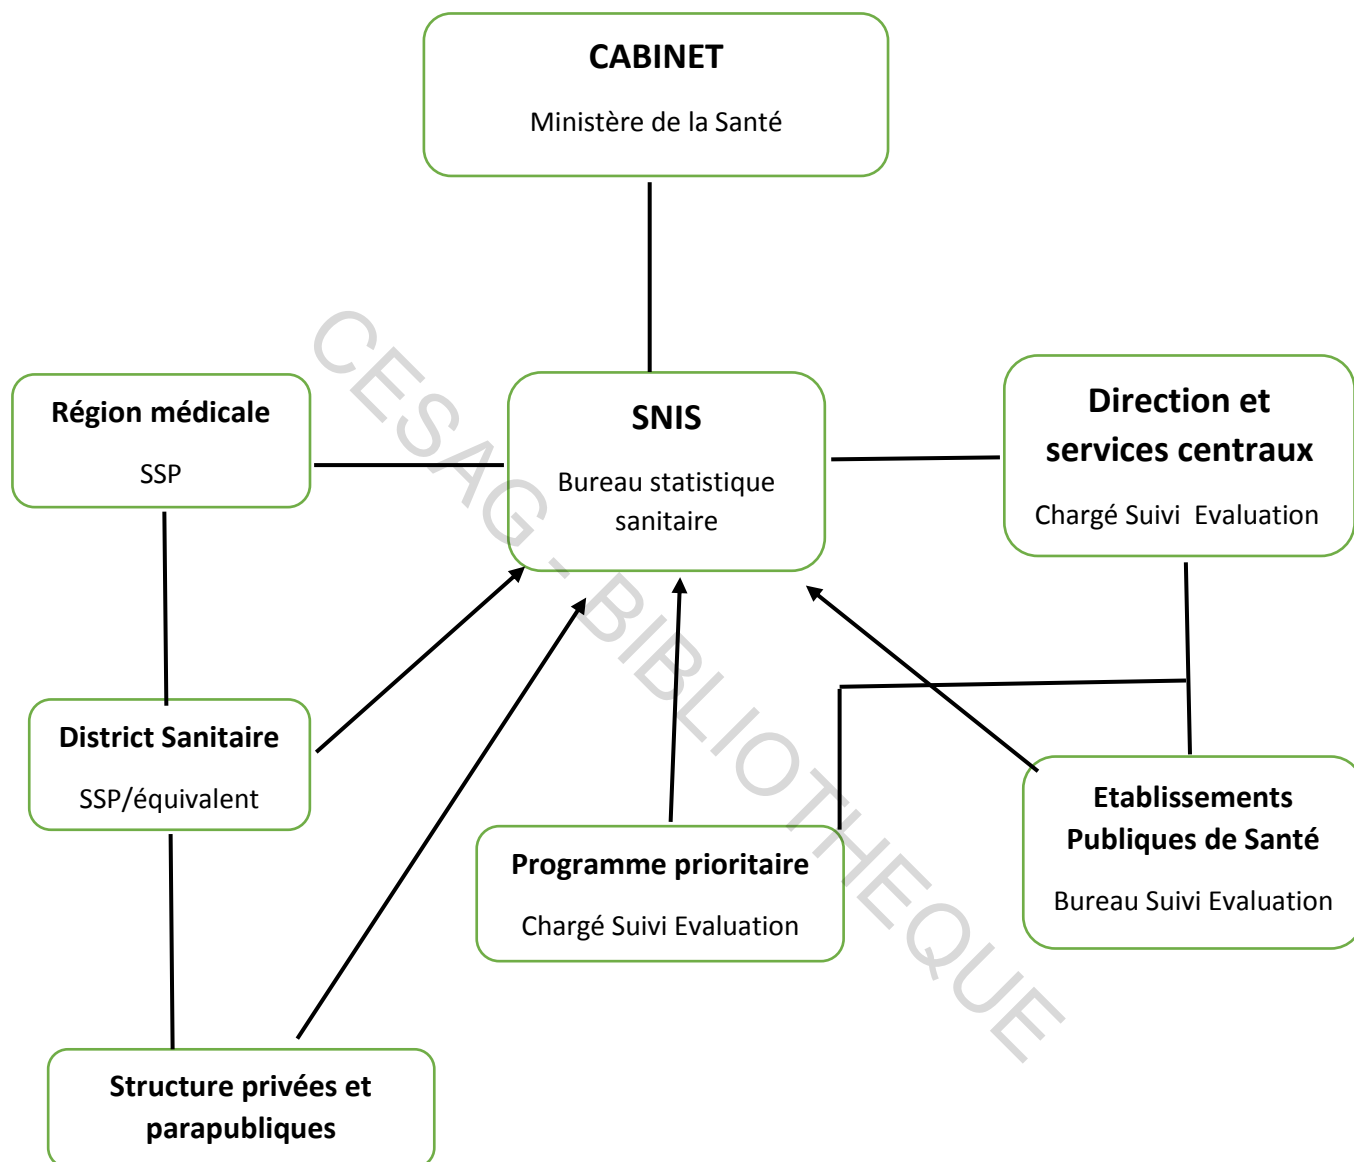 CABINET
Ministère de la Santé
Région médicale
SSP
SNIS
Bureau statistique
sanitaire
Direction et
services centraux
Chargé Suivi Evaluation
District Sanitaire
SSP/équivalent
Programme prioritaire
Chargé Suivi Evaluation
Etablissements
Publiques de Santé
Bureau Suivi Evaluation
Structure privées et
parapubliques
CESAG - BIBLIOTHEQUE